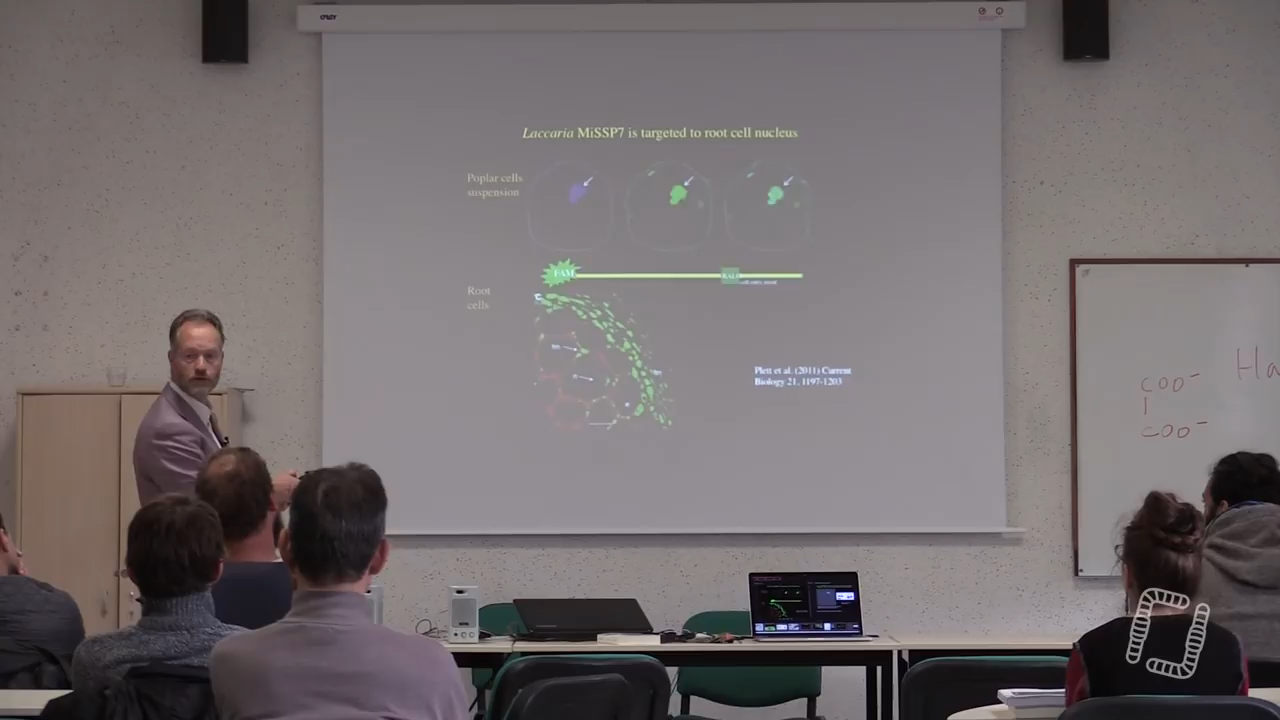 Laccaria MiSSP7 is targeted to root cell nucleus
Poplar cells
suspension
FAM
Root
cells
Plett et al. (2011) Current
Biology 21, 1197-1203
Ha
COO-
COO-